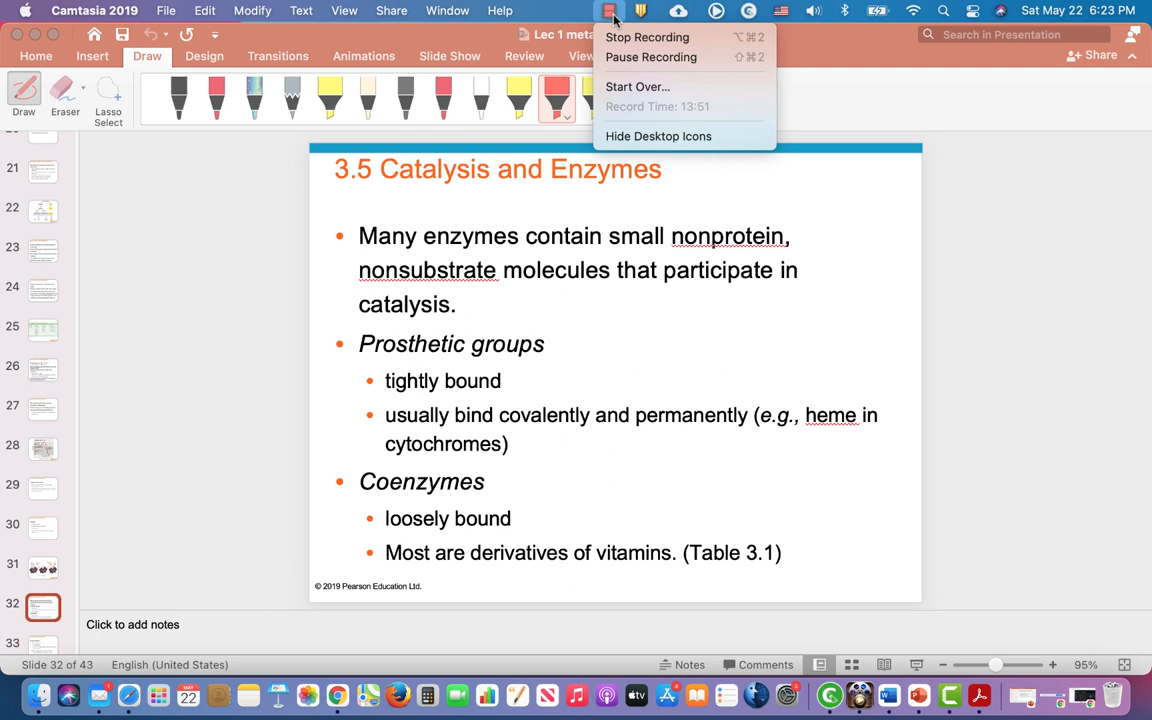 Camtasia 2019 File Edit Modify Text View Share Window Help Sat May 22 6:23 PM
Lec 1 meta
Search in Presentation
Home Insert Draw Design Transitions Animations Slide Show Review View
Share
Stop Recording ⌥⌘2
Pause Recording ⇧⌘2
Start Over...
Record Time: 13:51
Hide Desktop Icons
Draw Eraser Lasso
Select
3.5 Catalysis and Enzymes
• Many enzymes contain small nonprotein,
nonsubstrate molecules that participate in
catalysis.
• Prosthetic groups
• tightly bound
• usually bind covalently and permanently (e.g., heme in
cytochromes)
• Coenzymes
• loosely bound
• Most are derivatives of vitamins. (Table 3.1)
© 2019 Pearson Education Ltd.
21
22
23
24
25
26
27
28
29
30
31
32
33
Click to add notes
Slide 32 of 43 English (United States) Notes Comments 95%
MAY
22